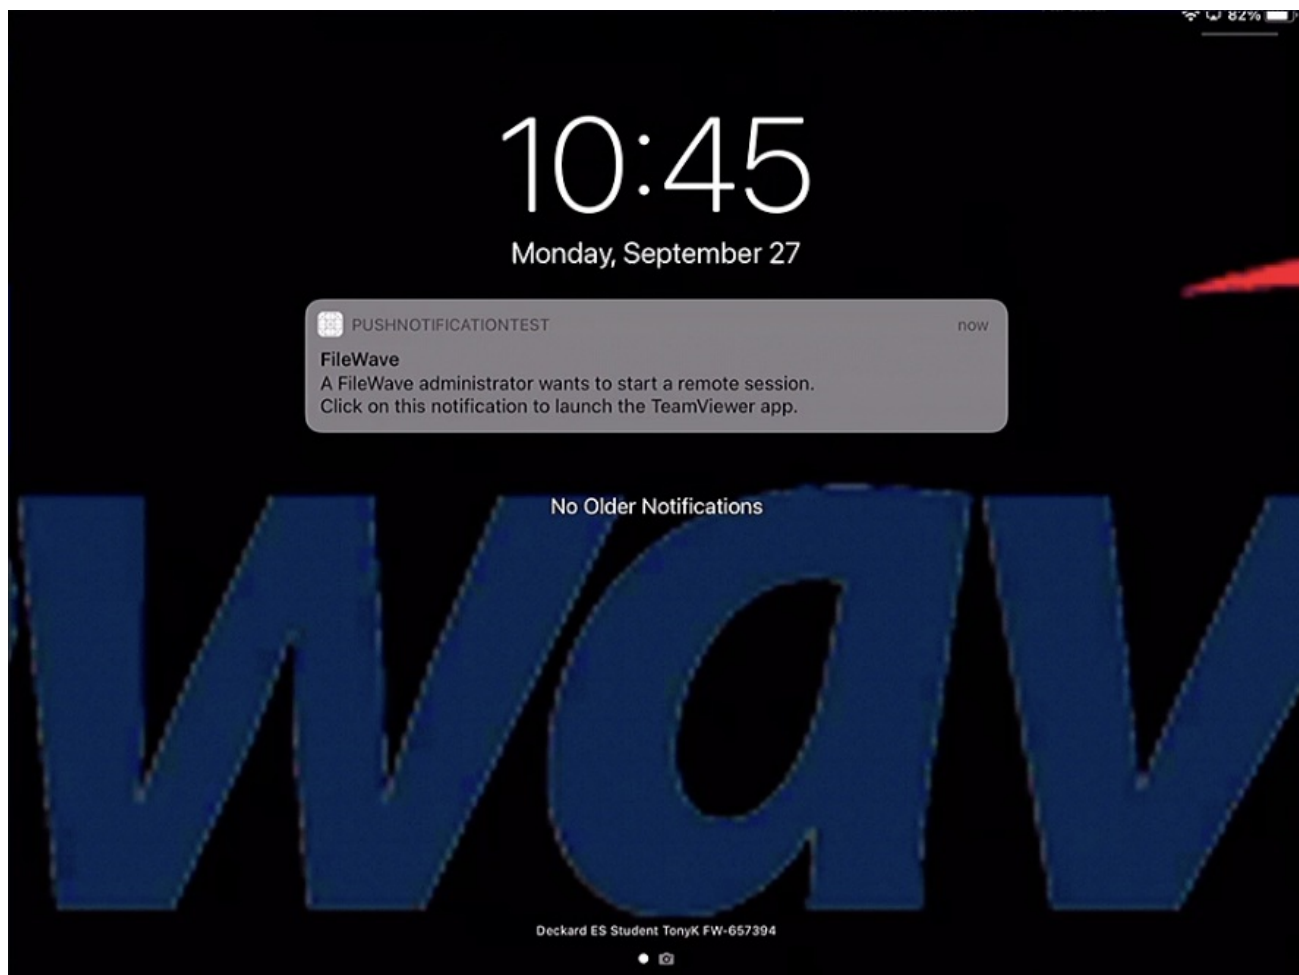 82%
10:45
Monday, September 27
PUSHNOTIFICATIONTEST now
FileWave
A FileWave administrator wants to start a remote session.
Click on this notification to launch the TeamViewer app.
No Older Notifications
wav
Deckard ES Student TonyK FW-657394